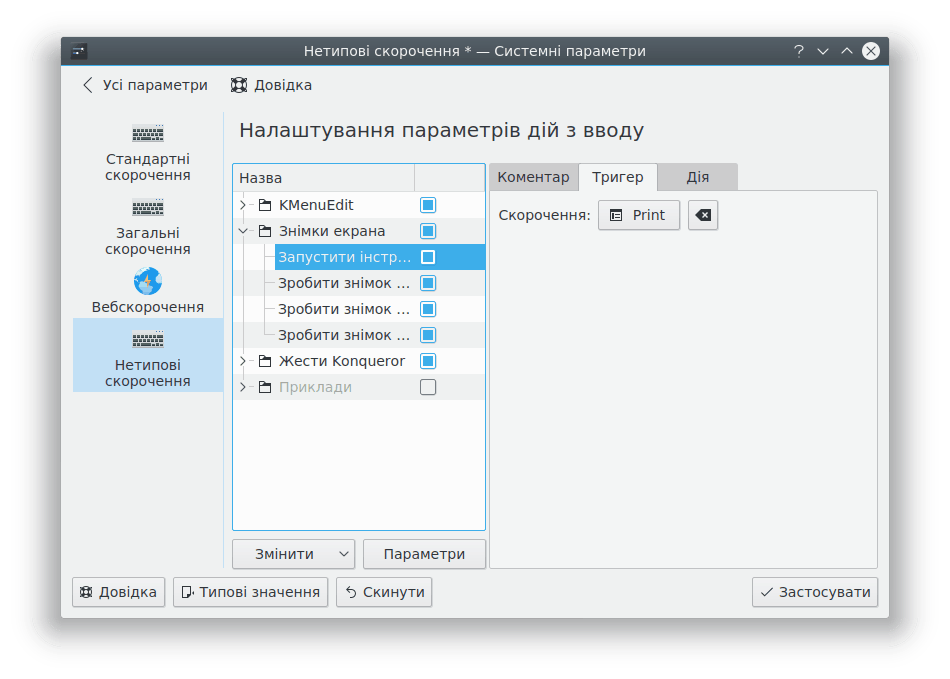 Нетипові скорочення * — Системні параметри
Усі параметри
Довідка
Стандартні
скорочення
Загальні
скорочення
Вебскорочення
Нетипові
скорочення
Налаштування параметрів дій з вводу
Назва
KMenuEdit
Знімки екрана
Запустити інстр...
Зробити знімок ...
Зробити знімок ...
Зробити знімок ...
Жести Konqueror
Приклади
Змінити
Параметри
Коментар
Тригер
Дія
Скорочення:
Print
Довідка
Типові значення
Скинути
Застосувати